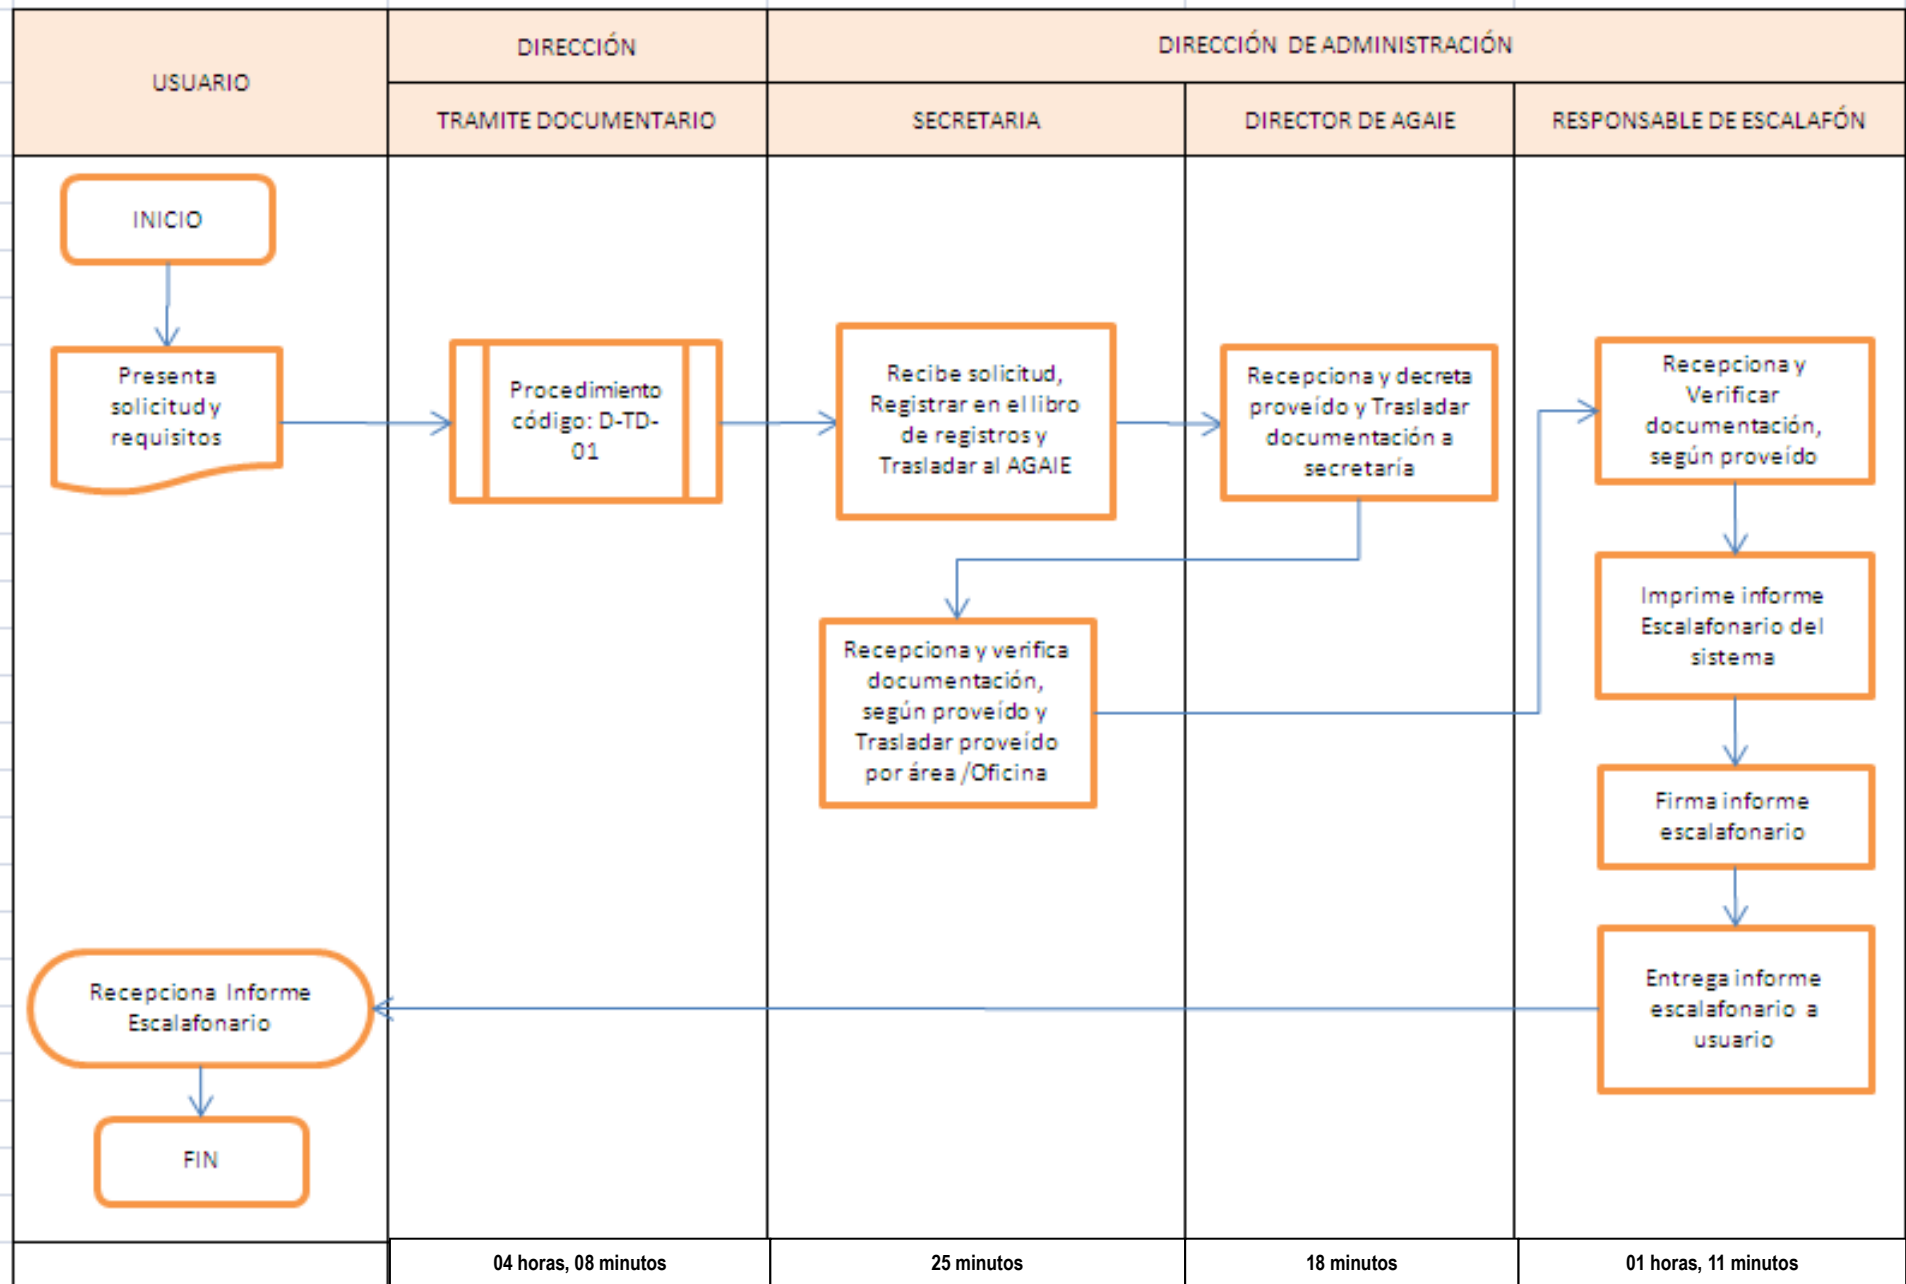 USUARIO
DIRECCIÓN
DIRECCIÓN DE ADMINISTRACIÓN
TRAMITE DOCUMENTARIO
SECRETARIA
DIRECTOR DE AGAIE
RESPONSABLE DE ESCALAFÓN
INICIO
Presenta
solicitud y
requisitos
Procedimiento
código: D-TD-
01
Recibe solicitud,
Registrar en el libro
de registros y
Trasladar al AGAIE
Recepciona y decreta
proveído y Trasladar
documentación a
secretaría
Recepciona y verifica
documentación,
según proveído y
Trasladar proveído
por área /Oficina
Recepciona y
Verificar
documentación,
según proveído
Imprime informe
Escalafonario del
sistema
Firma informe
escalafonario
Entrega informe
escalafonario a
usuario
Recepciona Informe
Escalafonario
FIN
04 horas, 08 minutos
25 minutos
18 minutos
01 horas, 11 minutos